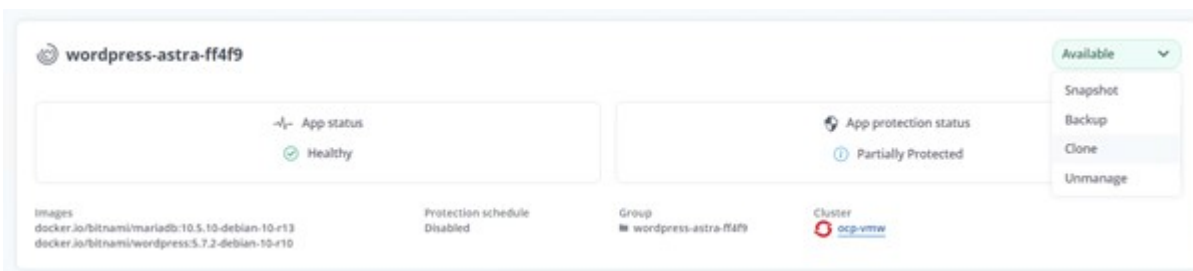 wordpress-astra-ff4f9
Available
Snapshot
Backup
Clone
Unmanage
App status
Healthy
App protection status
Partially Protected
Images
docker.io/bitnami/mariadb:10.5.10-debian-10-r13
docker.io/bitnami/wordpress:5.7.2-debian-10-r10
Protection schedule
Disabled
Group
wordpress-astra-ff4f9
Cluster
ocp-vmw